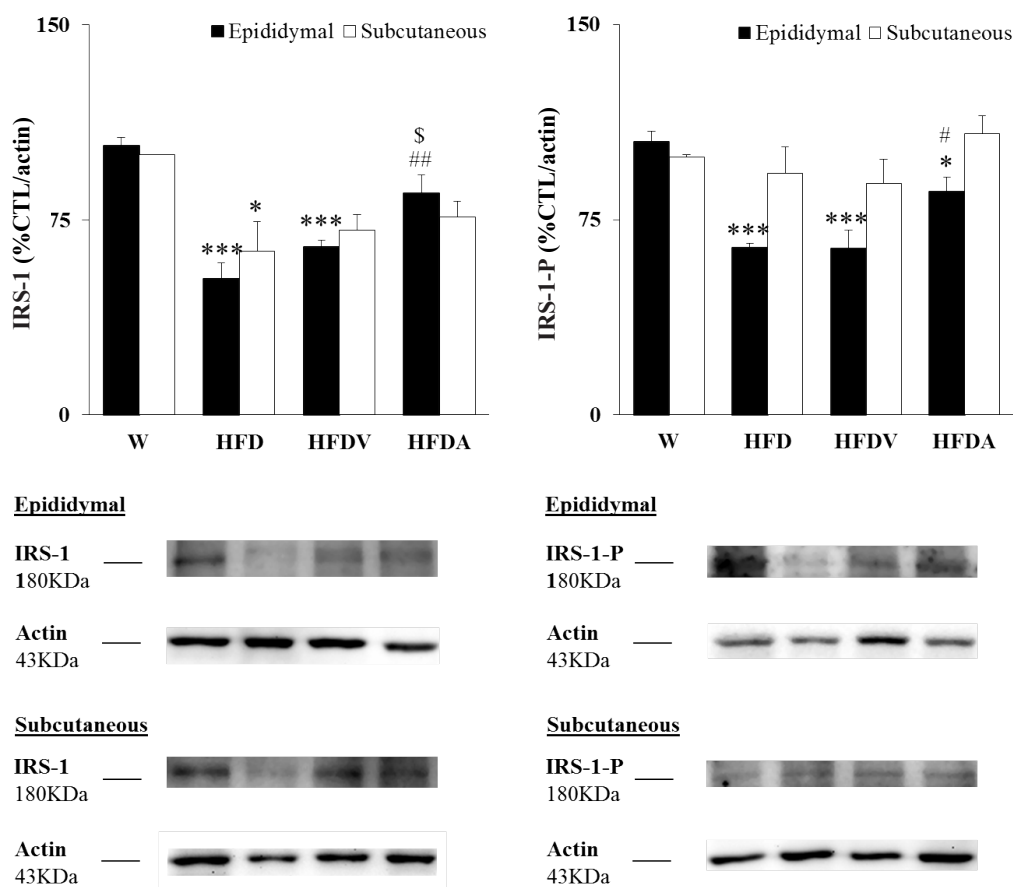 150
75
0
IRS-1 (%CTL/actin)
Epididymal Subcutaneous
***
*
***
$
##
W HFD HFDV HFDA
150
75
0
IRS-1-P (%CTL/actin)
Epididymal Subcutaneous
***
***
#
*
W HFD HFDV HFDA
Epididymal
IRS-1
180KDa
Actin
43KDa
Subcutaneous
IRS-1
180KDa
Actin
43KDa
Epididymal
IRS-1-P
180KDa
Actin
43KDa
Subcutaneous
IRS-1-P
180KDa
Actin
43KDa